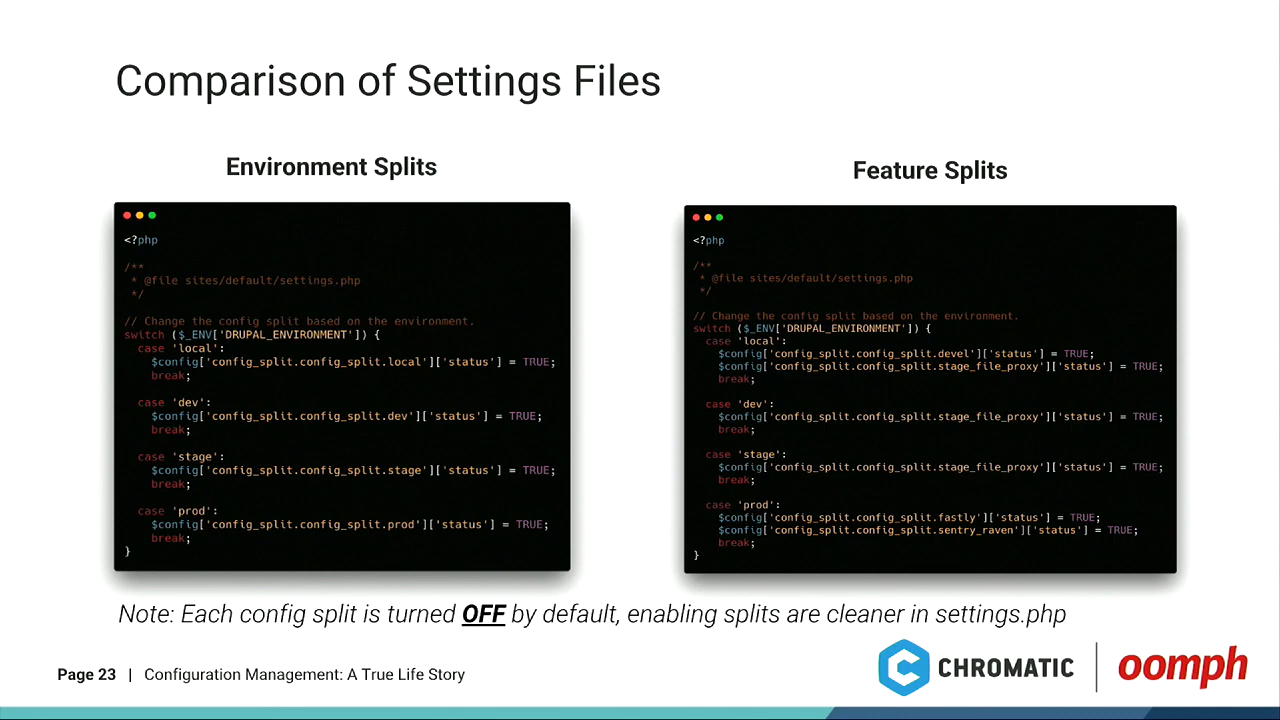 Comparison of Settings Files
Environment Splits
<?php
/**
* @file sites/default/settings.php
*/
// Change the config split based on the environment.
switch ($_ENV['DRUPAL_ENVIRONMENT']) {
case 'local':
$config['config_split.config_split.local']['status'] = TRUE;
break;
case 'dev':
$config['config_split.config_split.dev']['status'] = TRUE;
break;
case 'stage':
$config['config_split.config_split.stage']['status'] = TRUE;
break;
case 'prod':
$config['config_split.config_split.prod']['status'] = TRUE;
break;
}
Feature Splits
<?php
/**
* @file sites/default/settings.php
*/
// Change the config split based on the environment.
switch ($_ENV['DRUPAL_ENVIRONMENT']) {
case 'local':
$config['config_split.config_split.devel']['status'] = TRUE;
$config['config_split.config_split.stage_file_proxy']['status'] = TRUE;
break;
case 'dev':
$config['config_split.config_split.stage_file_proxy']['status'] = TRUE;
break;
case 'stage':
$config['config_split.config_split.stage_file_proxy']['status'] = TRUE;
break;
case 'prod':
$config['config_split.config_split.fastly']['status'] = TRUE;
$config['config_split.config_split.sentry_raven']['status'] = TRUE;
break;
}
Note: Each config split is turned OFF by default, enabling splits are cleaner in settings.php
Page 23 | Configuration Management: A True Life Story
CHROMATIC
oomph